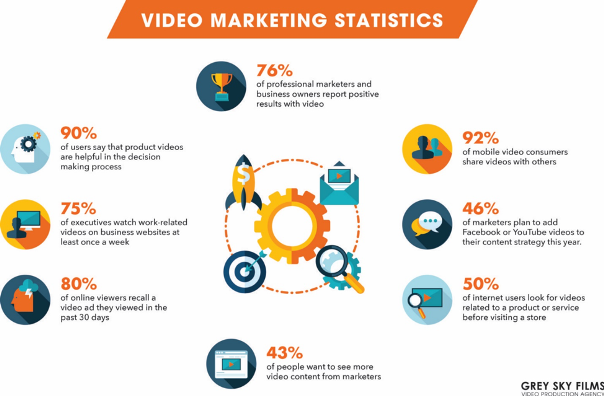 VIDEO MARKETING STATISTICS
76%
of professional marketers and
business owners report positive
results with video
90%
of users say that product videos
are helpful in the decision
making process
92%
of mobile video consumers
share videos with others
75%
of executives watch work-related
videos on business websites at
least once a week
46%
of marketers plan to add
Facebook or YouTube videos to
their content strategy this year.
80%
of online viewers recall a
video ad they viewed in the
past 30 days
50%
of internet users look for videos
related to a product or service
before visiting a store
43%
of people want to see more
video content from marketers
$
GREY SKY FILMS
VIDEO PRODUCTION AGENCY